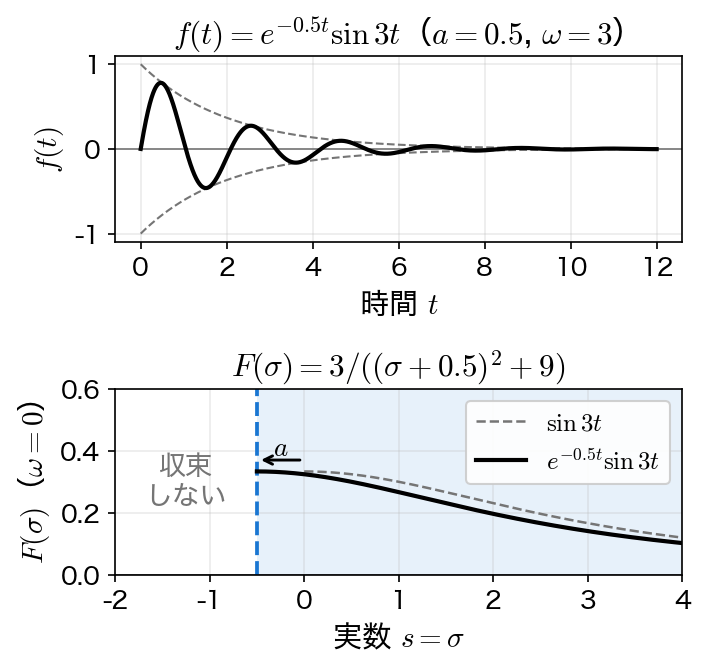 f(t) = e^{-0.5t} sin 3t（a = 0.5, ω = 3）
1
0
-1
f(t)
0 2 4 6 8 10 12
時間 t
F(σ) = 3/((σ + 0.5)^2 + 9)
0.6
0.4
0.2
0.0
F(σ)（ω = 0）
収束
しない
a
sin 3t
e^{-0.5t} sin 3t
-2 -1 0 1 2 3 4
実数 s = σ